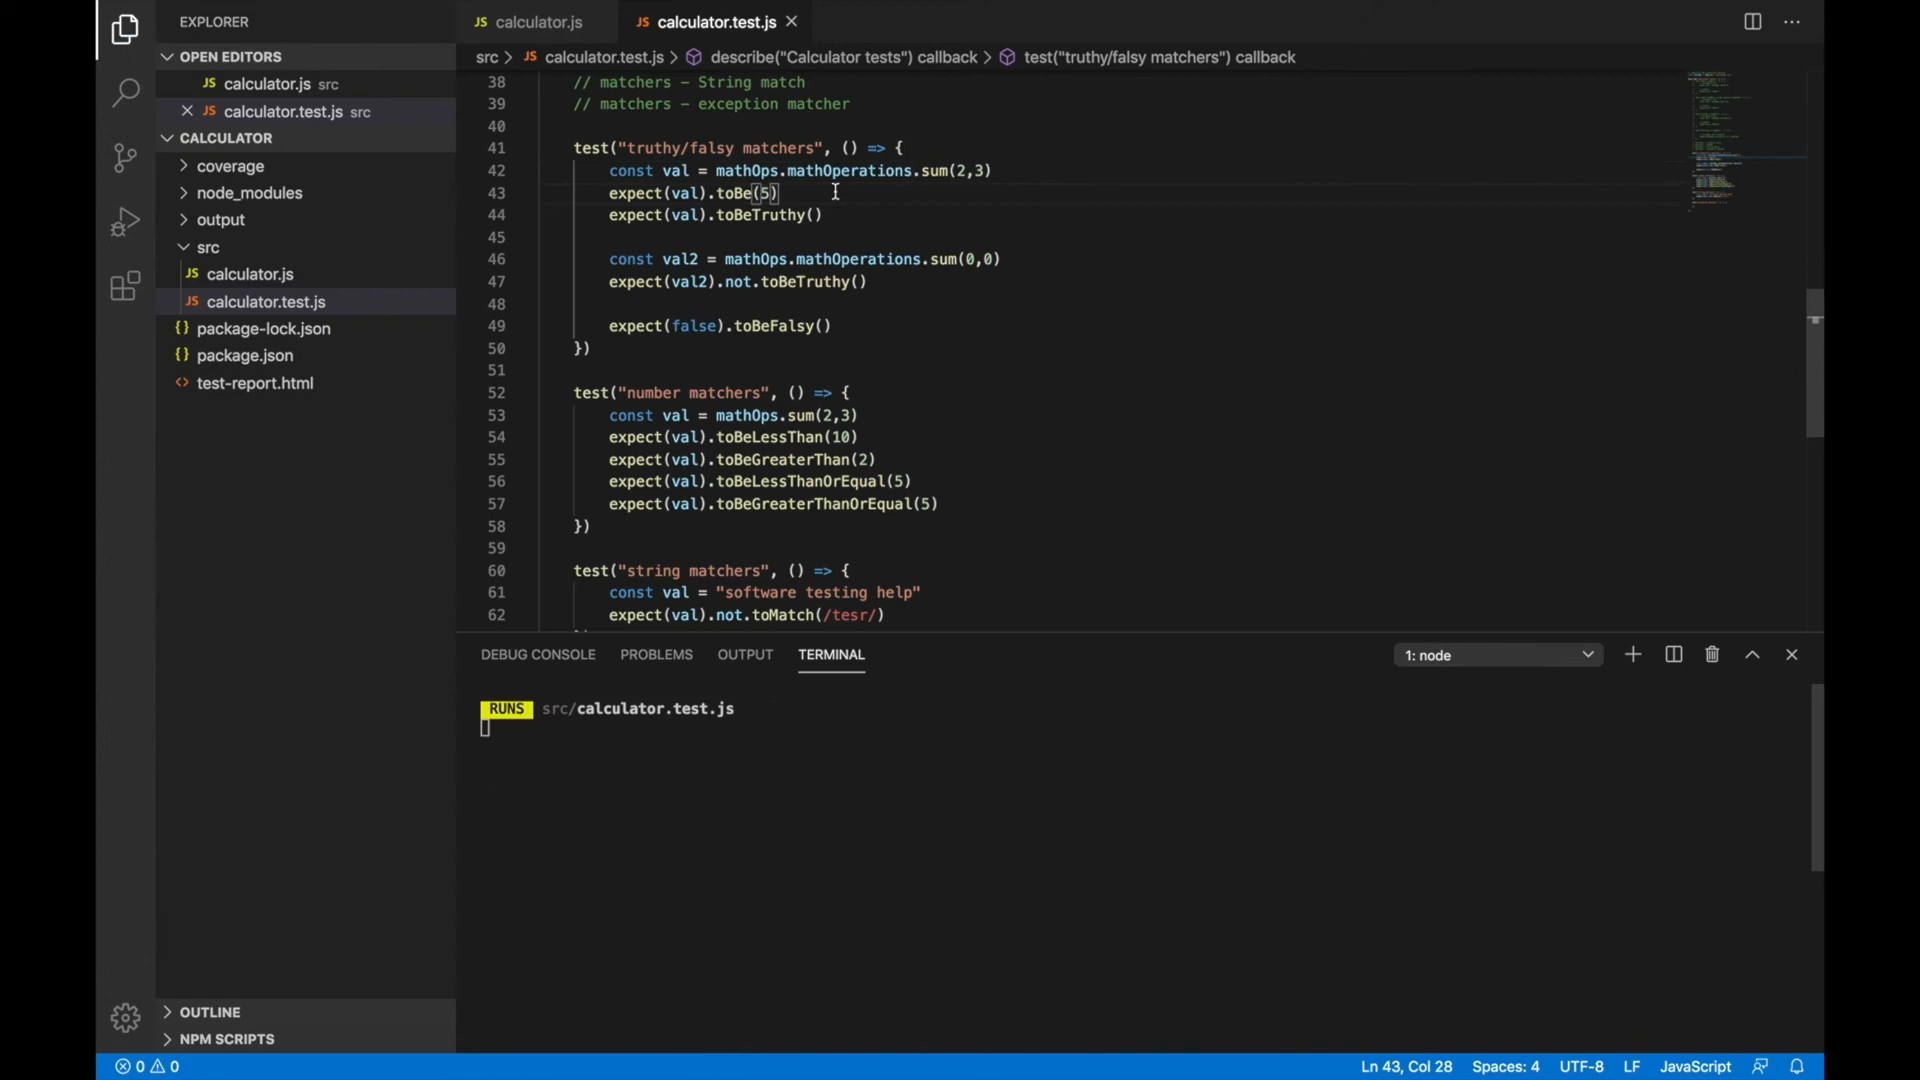 EXPLORER
OPEN EDITORS
JS calculator.js src
JS calculator.test.js src
CALCULATOR
coverage
node_modules
output
src
JS calculator.js
JS calculator.test.js
{} package-lock.json
{} package.json
<> test-report.html
OUTLINE
NPM SCRIPTS
JS calculator.js
JS calculator.test.js
src > JS calculator.test.js > describe("Calculator tests") callback > test("truthy/falsy matchers") callback
38 // matchers - String match
39 // matchers - exception matcher
40
41 test("truthy/falsy matchers", () => {
42 const val = mathOps.mathOperations.sum(2,3)
43 expect(val).toBe(5)
44 expect(val).toBeTruthy()
45
46 const val2 = mathOps.mathOperations.sum(0,0)
47 expect(val2).not.toBeTruthy()
48
49 expect(false).toBeFalsy()
50 })
51
52 test("number matchers", () => {
53 const val = mathOps.sum(2,3)
54 expect(val).toBeLessThan(10)
55 expect(val).toBeGreaterThan(2)
56 expect(val).toBeLessThanOrEqual(5)
57 expect(val).toBeGreaterThanOrEqual(5)
58 })
59
60 test("string matchers", () => {
61 const val = "software testing help"
62 expect(val).not.toMatch(/tesr/)
DEBUG CONSOLE PROBLEMS OUTPUT TERMINAL
1: node
RUNS src/calculator.test.js
0 0
Ln 43, Col 28 Spaces: 4 UTF-8 LF JavaScript